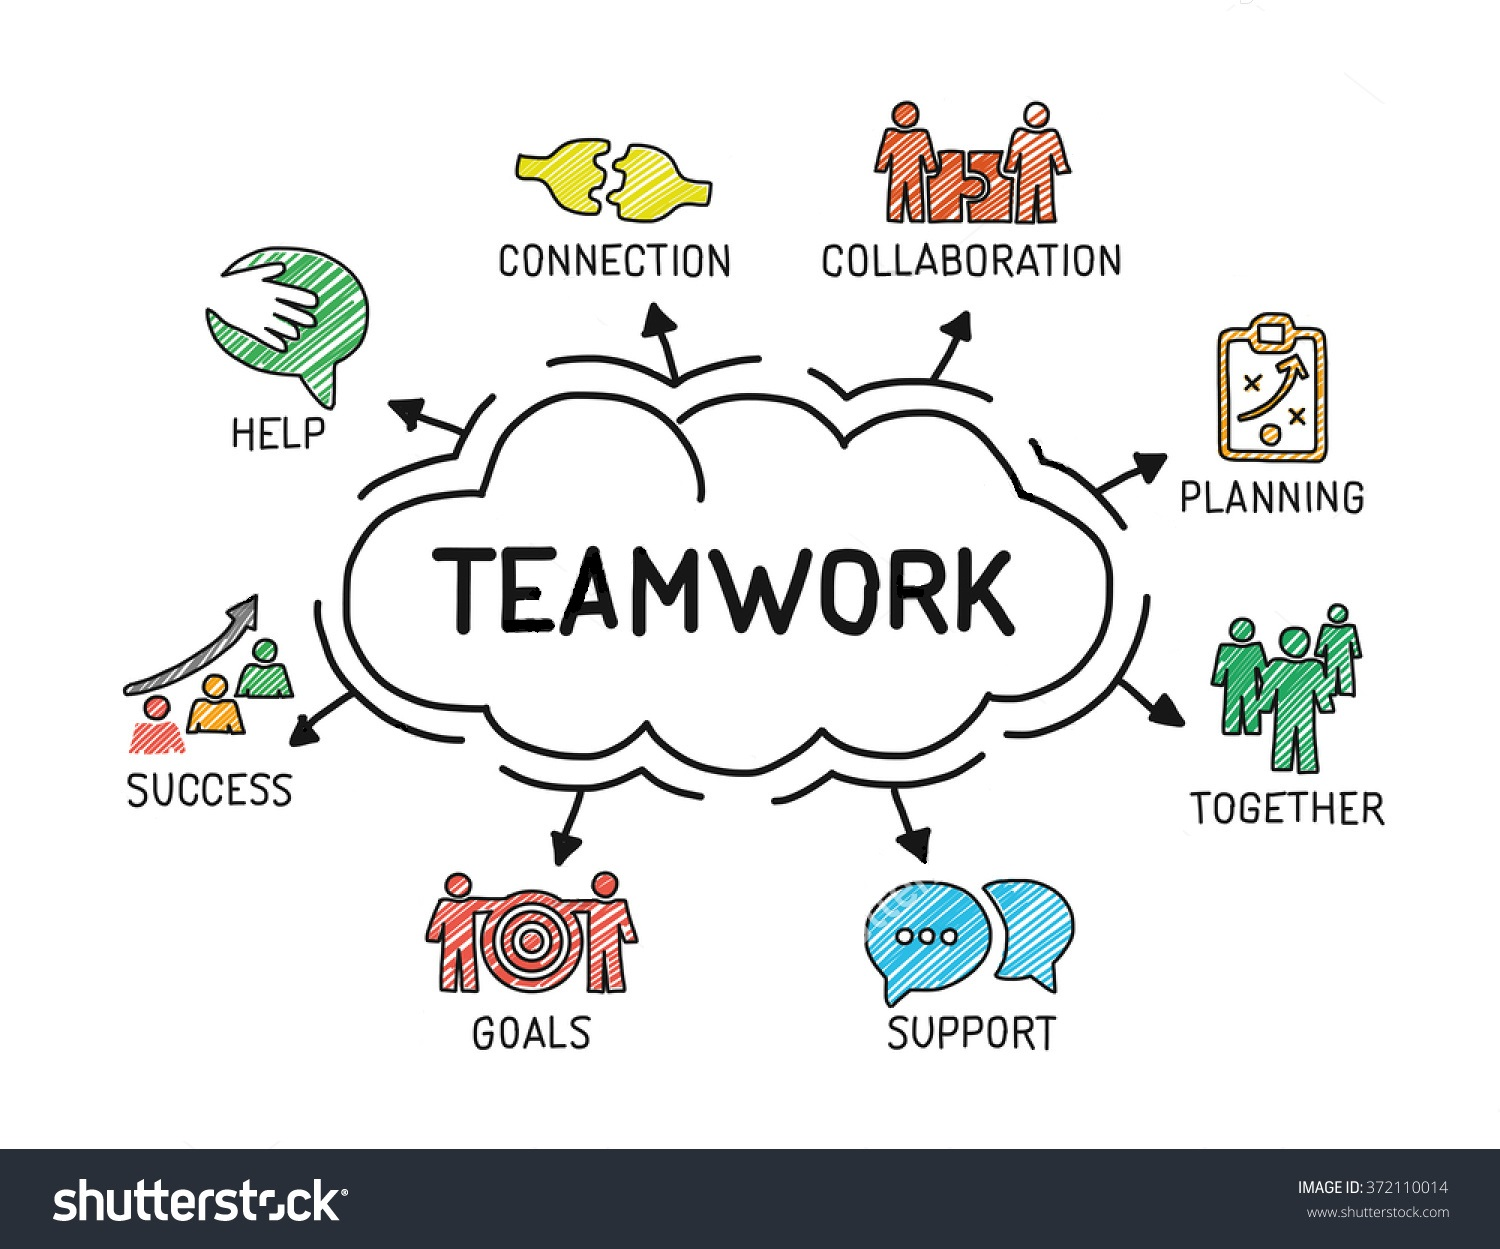 CONNECTION
COLLABORATION
HELP
PLANNING
TEAMWORK
SUCCESS
TOGETHER
GOALS
SUPPORT
shutterstock®
IMAGE ID: 372110014
www.shutterstock.com